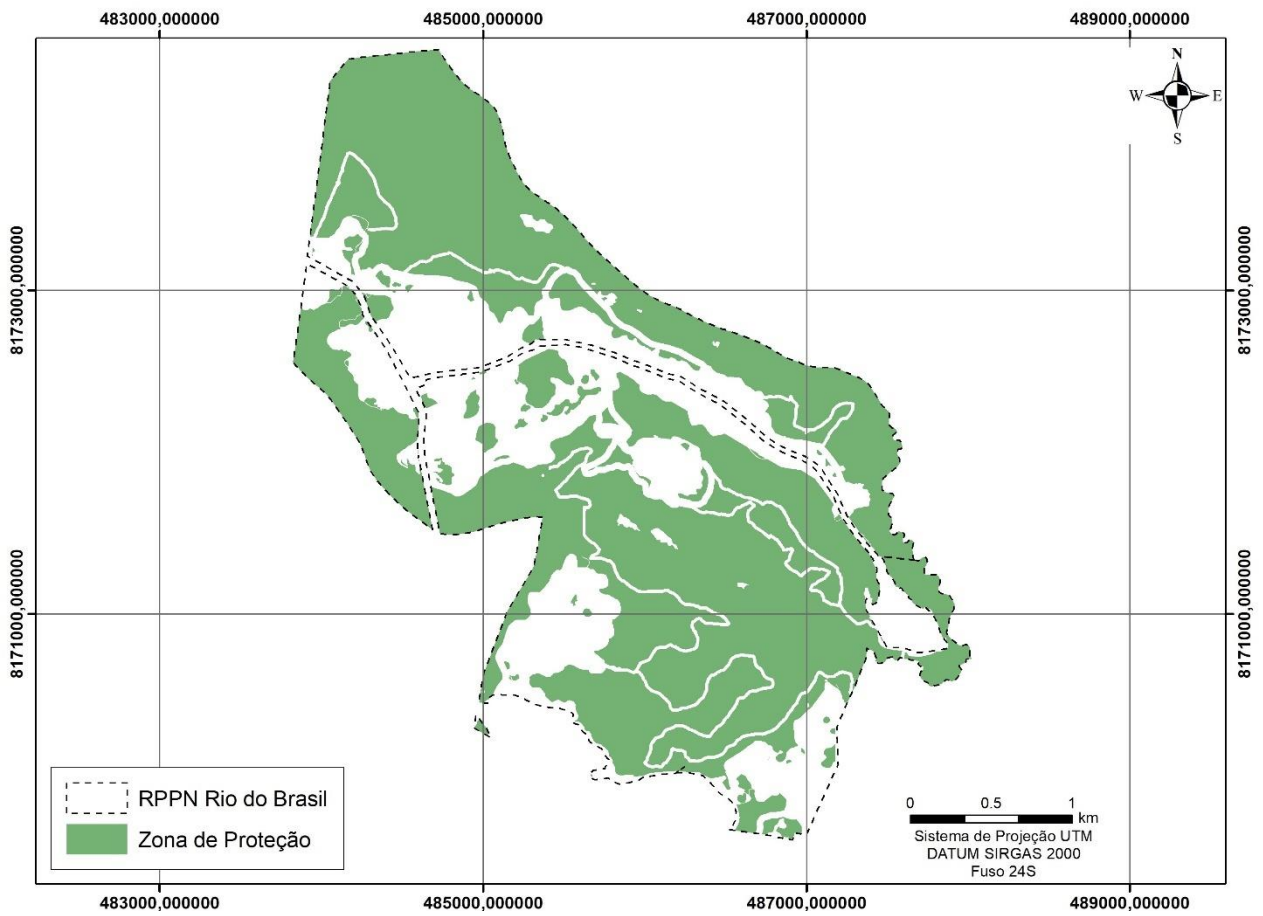 483000,000000
485000,000000
487000,000000
489000,000000
N
W
E
S
8173000,000000
8173000,000000
8171000,000000
8171000,000000
RPPN Rio do Brasil
Zona de Proteção
0
0.5
1
km
Sistema de Projeção UTM
DATUM SIRGAS 2000
Fuso 24S
483000,000000
485000,000000
487000,000000
489000,000000